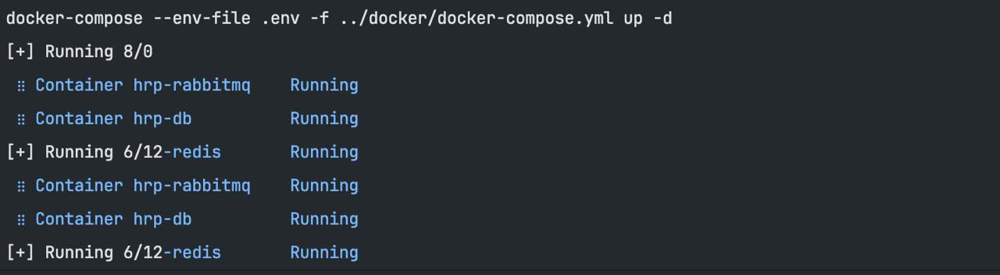 docker-compose --env-file .env -f ../docker/docker-compose.yml up -d
[+] Running 8/0
⠿ Container hrp-rabbitmq    Running
⠿ Container hrp-db          Running
[+] Running 6/12-redis       Running
⠿ Container hrp-rabbitmq    Running
⠿ Container hrp-db          Running
[+] Running 6/12-redis       Running